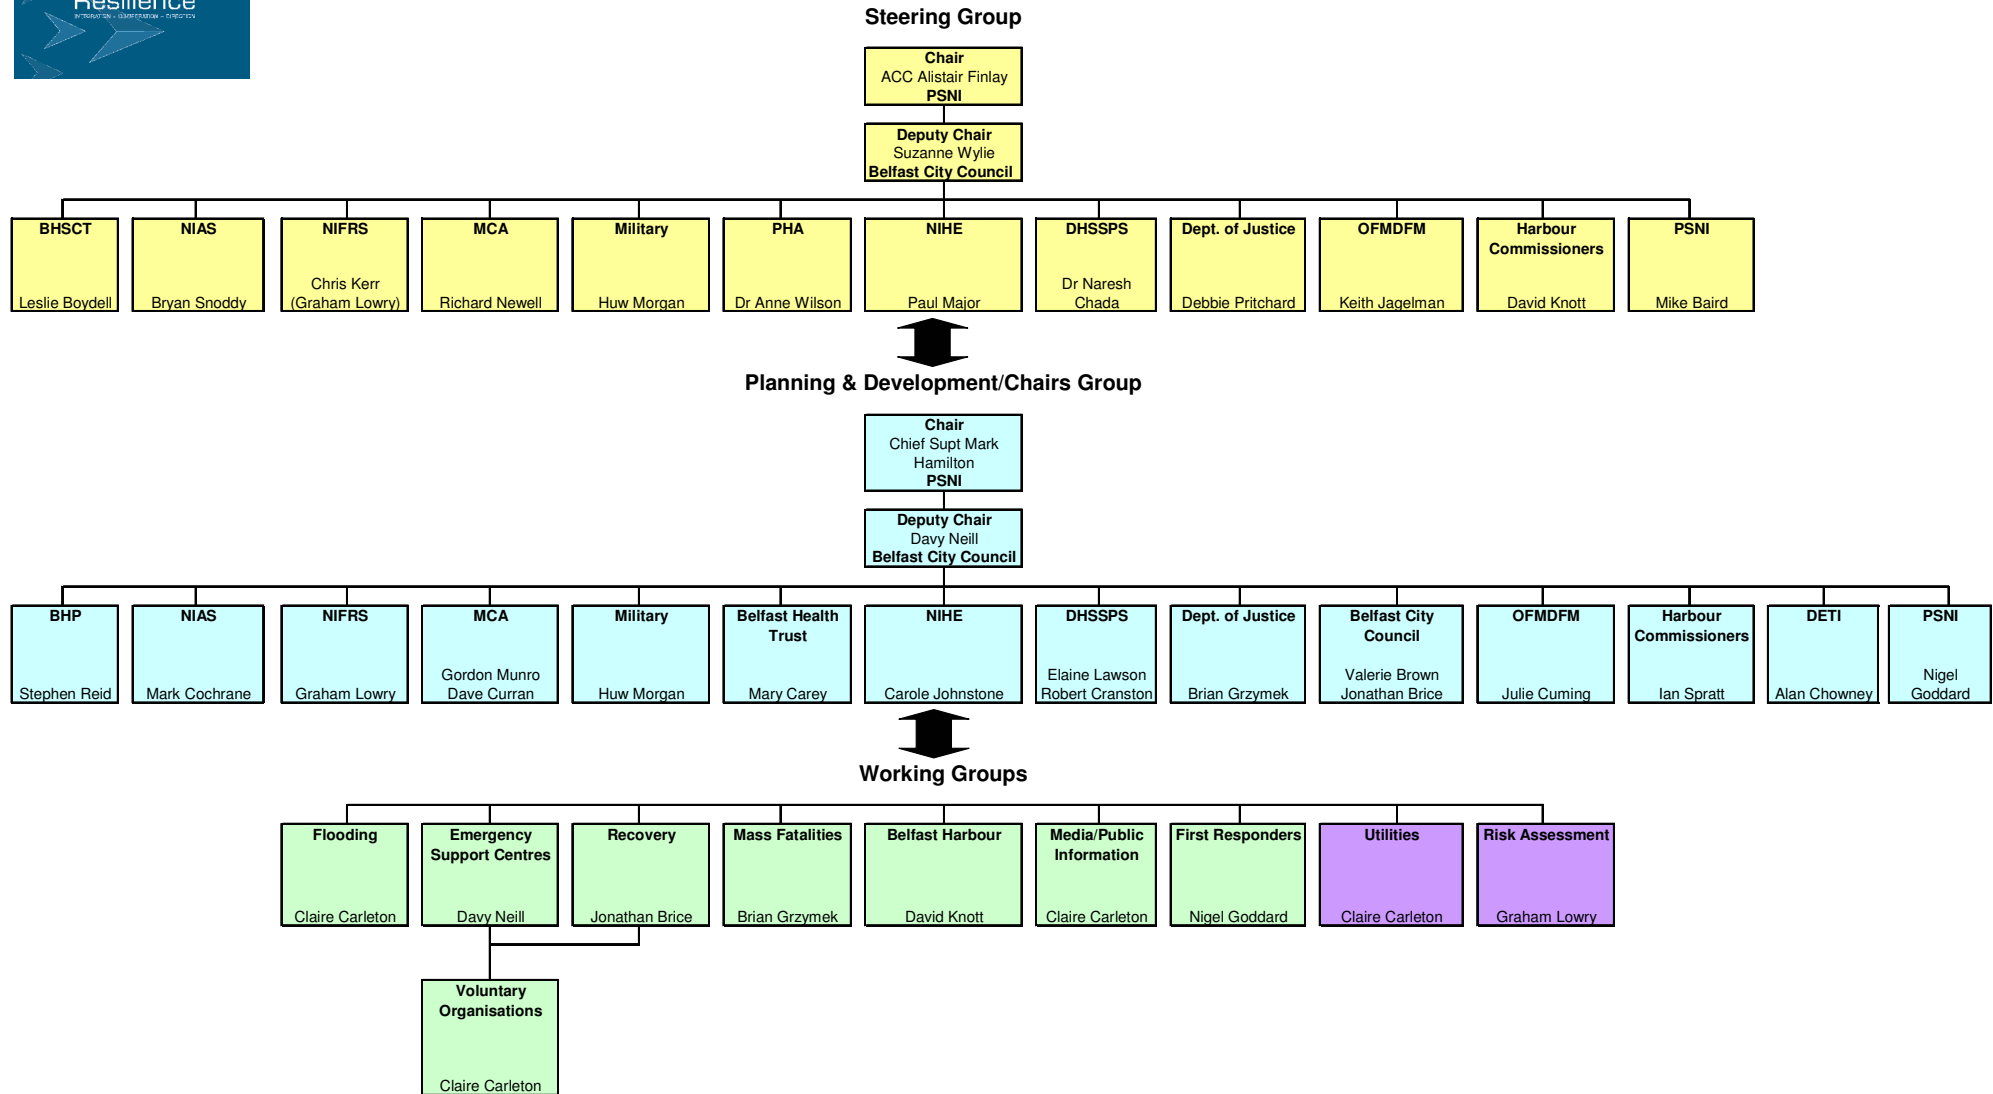 Resilience
INTEGRATION - CO-OPERATION - DIRECTION
Steering Group
Chair
ACC Alistair Finlay
PSNI
Deputy Chair
Suzanne Wylie
Belfast City Council
BHSCT
Leslie Boydell
NIAS
Bryan Snoddy
NIFRS
Chris Kerr
(Graham Lowry)
MCA
Richard Newell
Military
Huw Morgan
PHA
Dr Anne Wilson
NIHE
Paul Major
DHSSPS
Dr Naresh
Chada
Dept. of Justice
Debbie Pritchard
OFMDFM
Keith Jagelman
Harbour
Commissioners
David Knott
PSNI
Mike Baird
Planning & Development/Chairs Group
Chair
Chief Supt Mark
Hamilton
PSNI
Deputy Chair
Davy Neill
Belfast City Council
BHP
Stephen Reid
NIAS
Mark Cochrane
NIFRS
Graham Lowry
MCA
Gordon Munro
Dave Curran
Military
Huw Morgan
Belfast Health
Trust
Mary Carey
NIHE
Carole Johnstone
DHSSPS
Elaine Lawson
Robert Cranston
Dept. of Justice
Brian Grzymek
Belfast City
Council
Valerie Brown
Jonathan Brice
OFMDFM
Julie Cuming
Harbour
Commissioners
Ian Spratt
DETI
Alan Chowney
PSNI
Nigel
Goddard
Working Groups
Flooding
Claire Carleton
Emergency
Support Centres
Davy Neill
Recovery
Jonathan Brice
Mass Fatalities
Brian Grzymek
Belfast Harbour
David Knott
Media/Public
Information
Claire Carleton
First Responders
Nigel Goddard
Utilities
Claire Carleton
Risk Assessment
Graham Lowry
Voluntary
Organisations
Claire Carleton